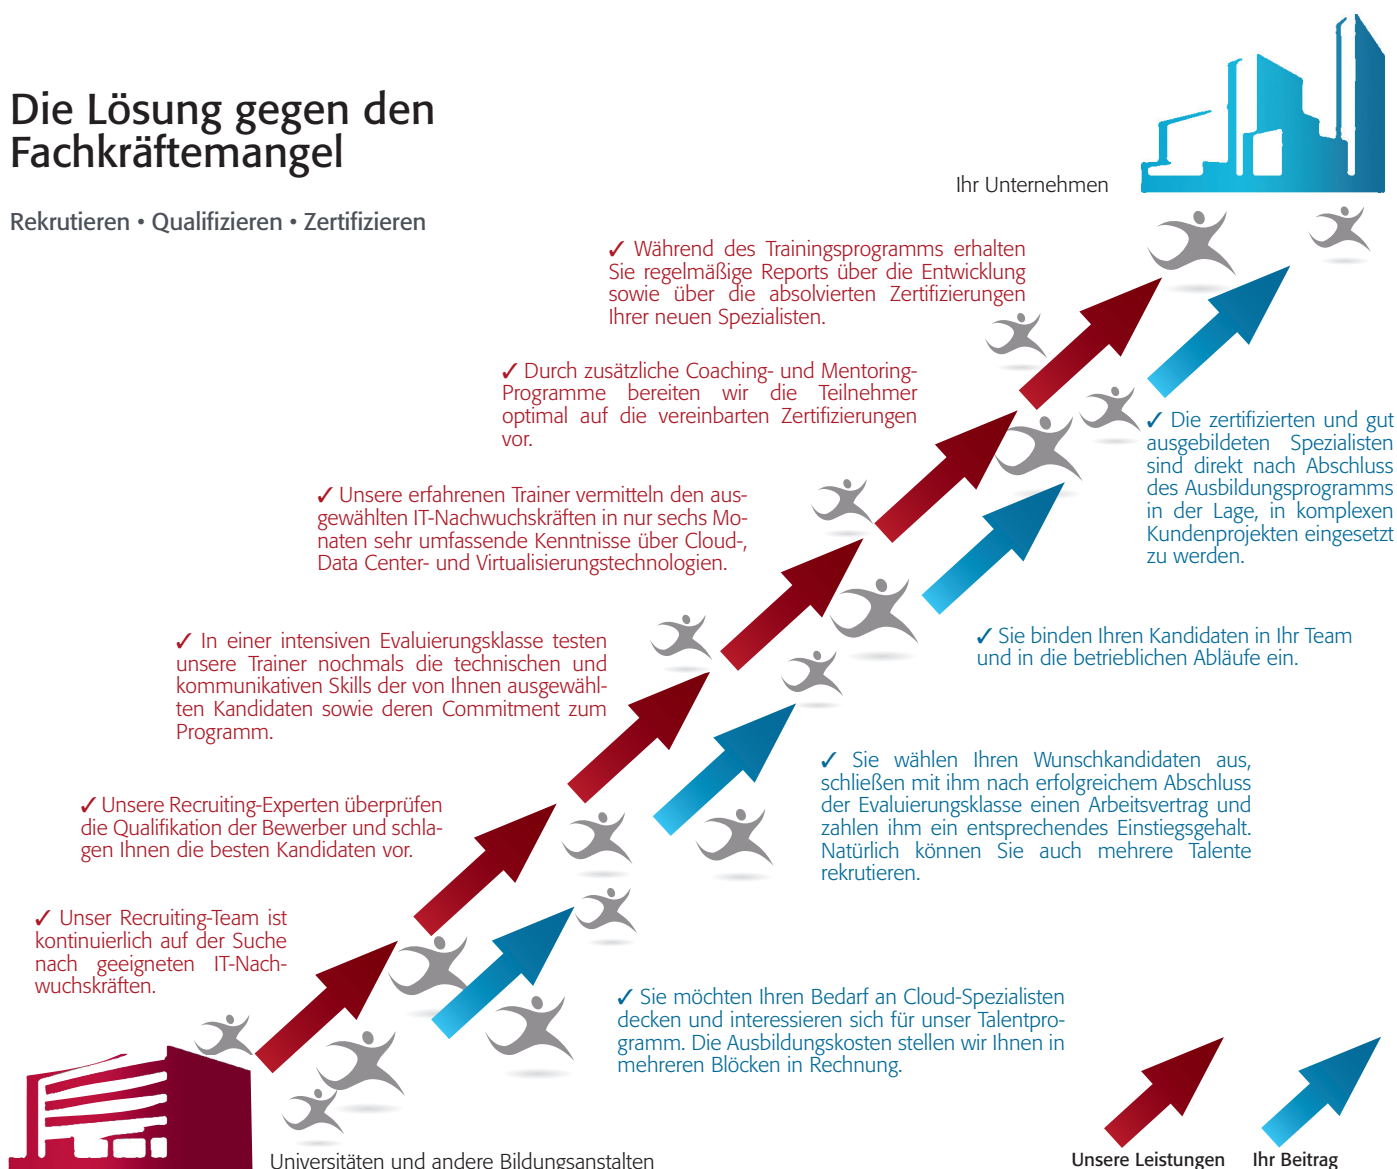 Die Lösung gegen den
Fachkräftemangel
Rekrutieren • Qualifizieren • Zertifizieren
Ihr Unternehmen
✓ Während des Trainingsprogramms erhalten
Sie regelmäßige Reports über die Entwicklung
sowie über die absolvierten Zertifizierungen
Ihrer neuen Spezialisten.
✓ Durch zusätzliche Coaching- und Mentoring-
Programme bereiten wir die Teilnehmer
optimal auf die vereinbarten Zertifizierungen
vor.
✓ Die zertifizierten und gut
ausgebildeten Spezialisten
sind direkt nach Abschluss
des Ausbildungsprogramms
in der Lage, in komplexen
Kundenprojekten eingesetzt
zu werden.
✓ Unsere erfahrenen Trainer vermitteln den aus-
gewählten IT-Nachwuchskräften in nur sechs Mo-
naten sehr umfassende Kenntnisse über Cloud-,
Data Center- und Virtualisierungstechnologien.
✓ Sie binden Ihren Kandidaten in Ihr Team
und in die betrieblichen Abläufe ein.
✓ In einer intensiven Evaluierungsklasse testen
unsere Trainer nochmals die technischen und
kommunikativen Skills der von Ihnen ausgewähl-
ten Kandidaten sowie deren Commitment zum
Programm.
✓ Sie wählen Ihren Wunschkandidaten aus,
schließen mit ihm nach erfolgreichem Abschluss
der Evaluierungsklasse einen Arbeitsvertrag und
zahlen ihm ein entsprechendes Einstiegsgehalt.
Natürlich können Sie auch mehrere Talente
rekrutieren.
✓ Unsere Recruiting-Experten überprüfen
die Qualifikation der Bewerber und schla-
gen Ihnen die besten Kandidaten vor.
✓ Unser Recruiting-Team ist
kontinuierlich auf der Suche
nach geeigneten IT-Nach-
wuchskräften.
✓ Sie möchten Ihren Bedarf an Cloud-Spezialisten
decken und interessieren sich für unser Talentpro-
gramm. Die Ausbildungskosten stellen wir Ihnen in
mehreren Blöcken in Rechnung.
Universitäten und andere Bildungsanstalten
Unsere Leistungen
Ihr Beitrag